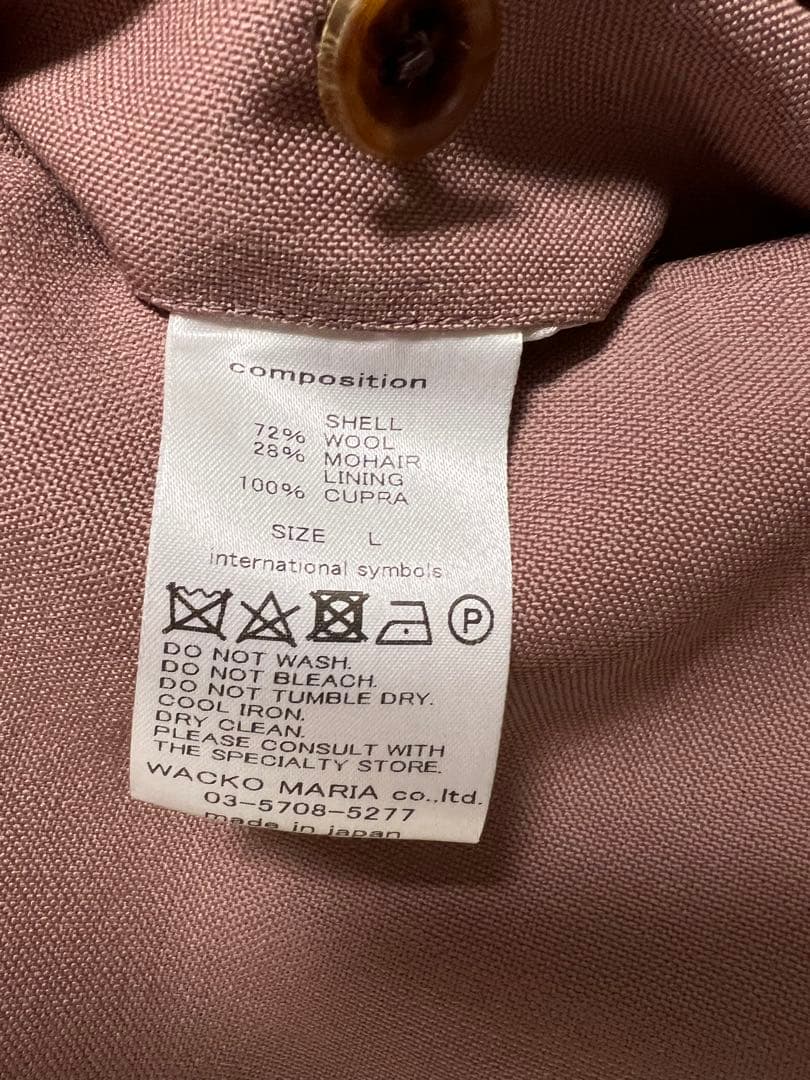 composition
SHELL
72% WOOL
28% MOHAIR
LINING
100% CUPRA
SIZE L
international symbols
P
DO NOT WASH.
DO NOT BLEACH.
DO NOT TUMBLE DRY.
COOL IRON.
DRY CLEAN.
PLEASE CONSULT WITH
THE SPECIALTY STORE.
WACKO MARIA co.,ltd.
03-5708-5277
made in japan